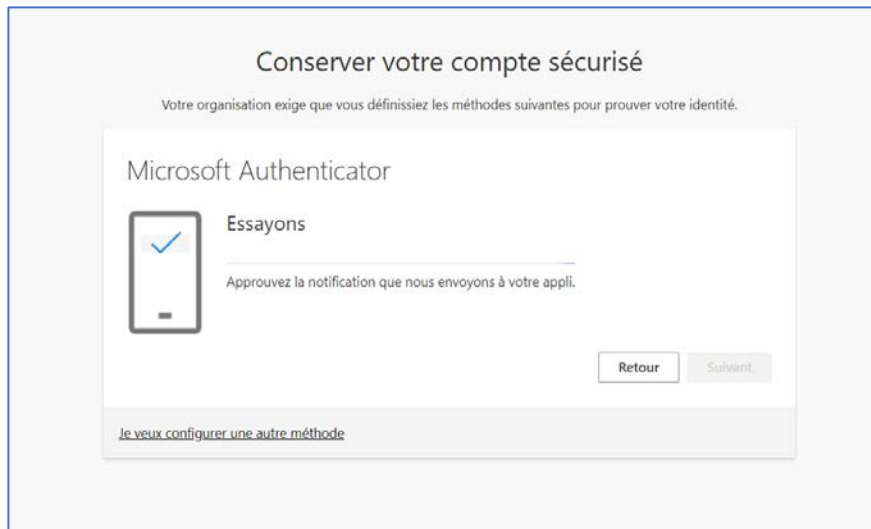 Conserver votre compte sécurisé
Votre organisation exige que vous définissiez les méthodes suivantes pour prouver votre identité.
Microsoft Authenticator
Essayons
Approuvez la notification que nous envoyons à votre appli.
Retour
Suivant
Je veux configurer une autre méthode